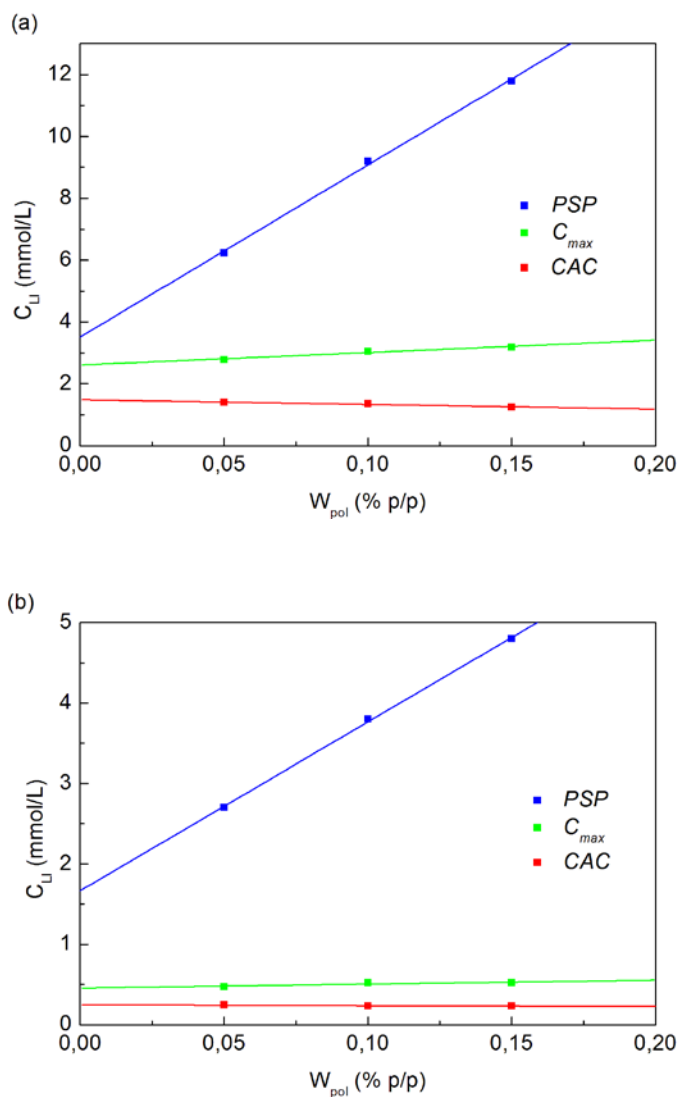 (a)
12
10
8
6
4
2
0
C_LI (mmol/L)
PSP
C_max
CAC
0,00 0,05 0,10 0,15 0,20
W_pol (% p/p)
(b)
5
4
3
2
1
0
C_LI (mmol/L)
PSP
C_max
CAC
0,00 0,05 0,10 0,15 0,20
W_pol (% p/p)